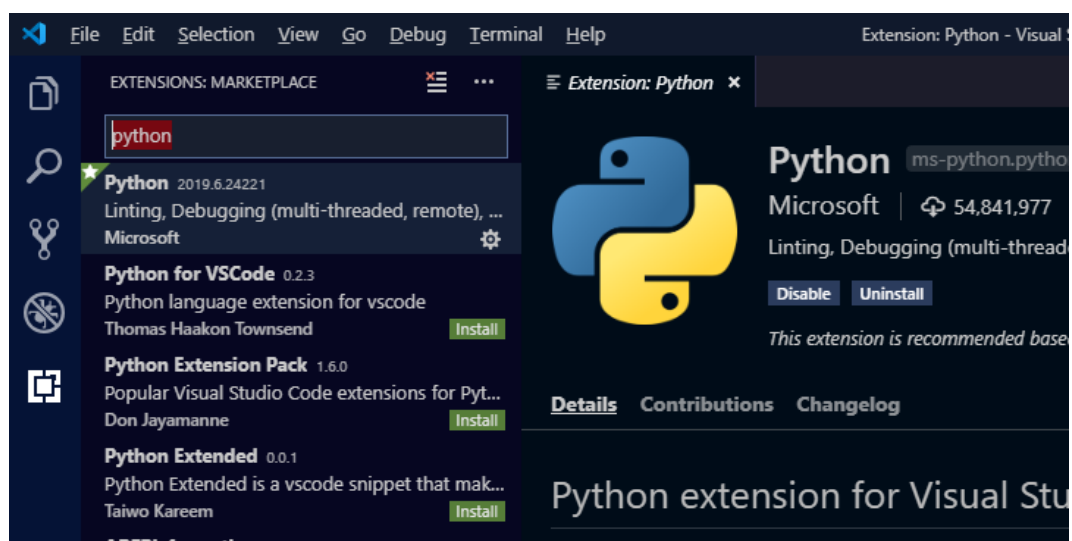 File Edit Selection View Go Debug Terminal Help Extension: Python - Visual
EXTENSIONS: MARKETPLACE
python
Python 2019.6.24221
Linting, Debugging (multi-threaded, remote), ...
Microsoft
Python for VSCode 0.2.3
Python language extension for vscode
Thomas Haakon Townsend Install
Python Extension Pack 1.6.0
Popular Visual Studio Code extensions for Pyt...
Don Jayamanne Install
Python Extended 0.0.1
Python Extended is a vscode snippet that mak...
Taiwo Kareem Install
Extension: Python
Python ms-python.pytho
Microsoft 54,841,977
Linting, Debugging (multi-thread
Disable Uninstall
This extension is recommended base
Details Contributions Changelog
Python extension for Visual Stu